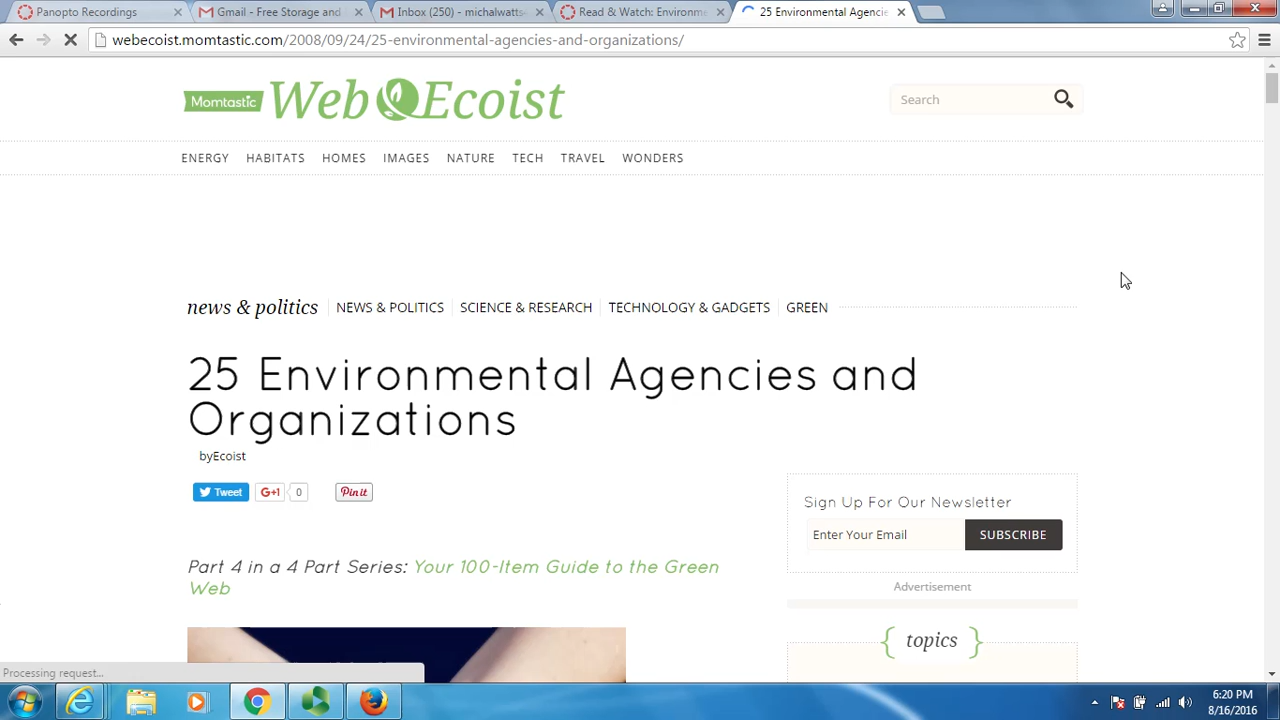 Panopto Recordings
Gmail - Free Storage and
Inbox (250) - michalwatts-
Read & Watch: Environm
25 Environmental Agencie
webecoist.momtastic.com/2008/09/24/25-environmental-agencies-and-organizations/
Momtastic Web Ecoist
Search
ENERGY HABITATS HOMES IMAGES NATURE TECH TRAVEL WONDERS
news & politics NEWS & POLITICS SCIENCE & RESEARCH TECHNOLOGY & GADGETS GREEN
25 Environmental Agencies and
Organizations
byEcoist
Tweet G+1 0 Pin it
Sign Up For Our Newsletter
Enter Your Email SUBSCRIBE
Part 4 in a 4 Part Series: Your 100-Item Guide to the Green
Web
Advertisement
{ topics }
Processing request...
6:20 PM
8/16/2016